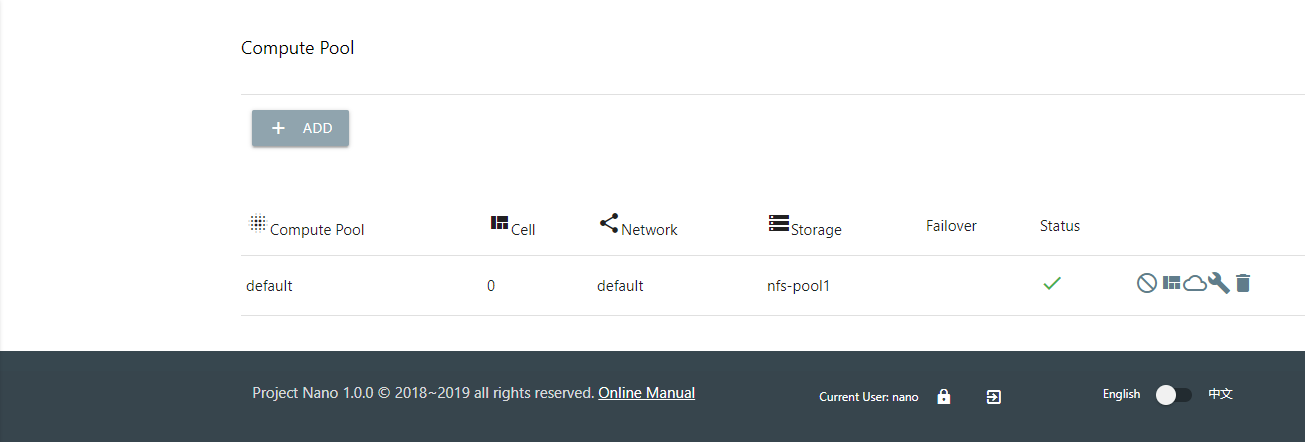 Compute Pool
ADD
Compute Pool Cell Network Storage Failover Status
default 0 default nfs-pool1
Project Nano 1.0.0 © 2018~2019 all rights reserved. Online Manual Current User: nano English 中文